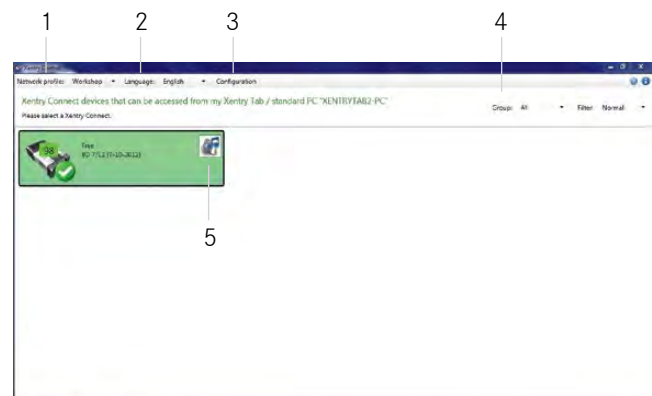 1 2 3 4
Network profile: Workshop Language: English Configuration
Xentry Connect devices that can be accessed from my Xentry Tab / standard PC "XENTRYTAB2-PC"
Group: All Filter: Normal
Please select a Xentry Connect.
98
5